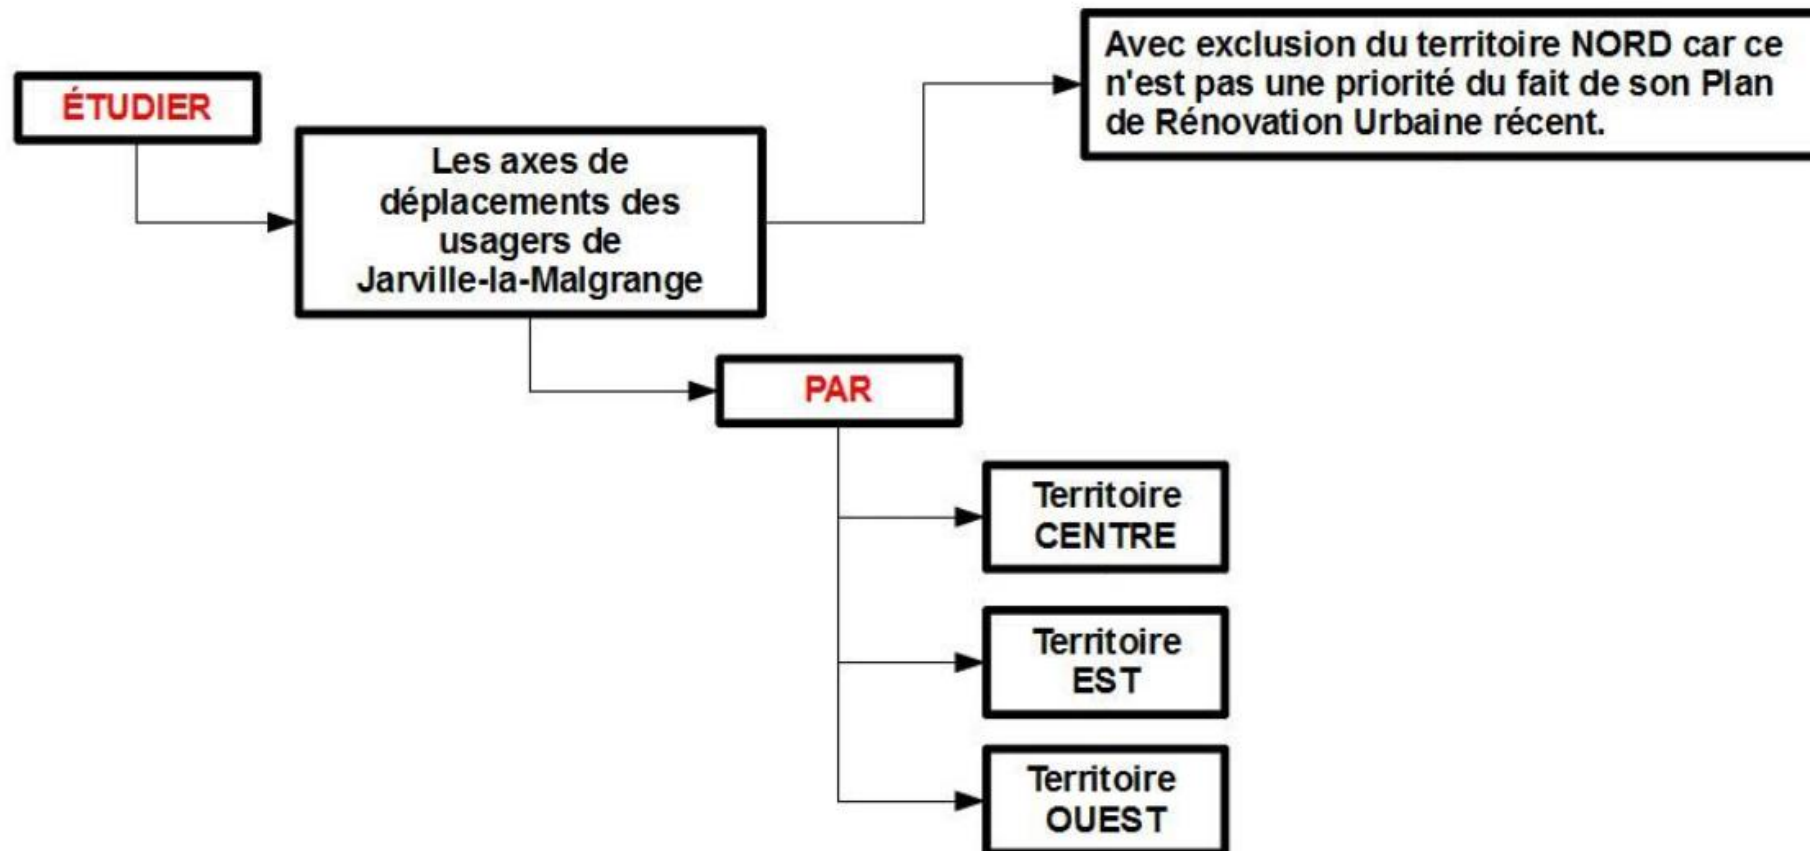 ÉTUDIER
Les axes de
déplacements des
usagers de
Jarville-la-Malgrange
Avec exclusion du territoire NORD car ce
n'est pas une priorité du fait de son Plan
de Rénovation Urbaine récent.
PAR
Territoire
CENTRE
Territoire
EST
Territoire
OUEST